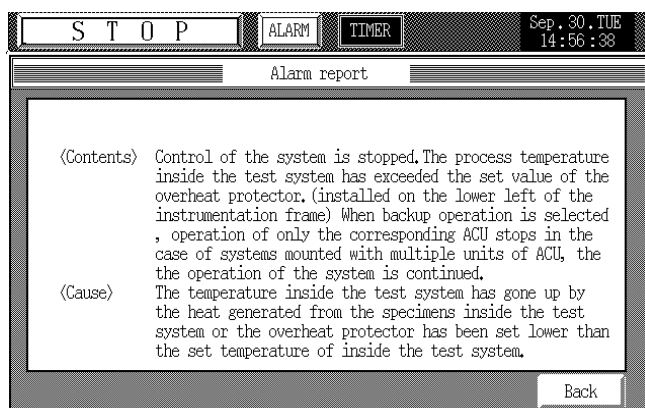 S T O P
ALARM
TIMER
Sep. 30. TUE
14:56:38
Alarm report
〈Contents〉 Control of the system is stopped.The process temperature
inside the test system has exceeded the set value of the
overheat protector.(installed on the lower left of the
instrumentation frame) When backup operation is selected
, operation of only the corresponding ACU stops in the
case of systems mounted with multiple units of ACU, the
the operation of the system is continued.
〈Cause〉 The temperature inside the test system has gone up by
the heat generated from the specimens inside the test
system or the overheat protector has been set lower than
the set temperature of inside the test system.
Back